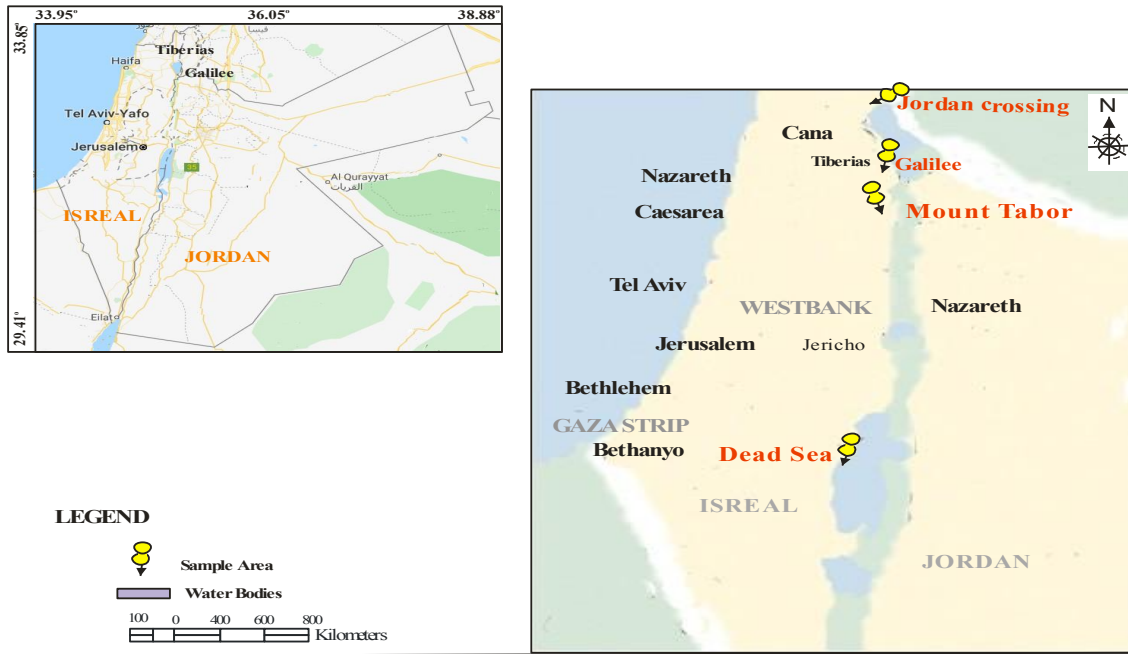 33.95°
36.05°
38.88°
33.85°
29.41°
قيسا
Haifa
حيفا
Tiberias
Galilee
Tel Aviv-Yafo
Jerusalem
35
Al Qurayyat
القريات
ISREAL
JORDAN
Eilat
N
Jordan crossing
Cana
Tiberias
Galilee
Nazareth
Caesarea
Mount Tabor
Tel Aviv
WESTBANK
Nazareth
Jerusalem
Jericho
Bethlehem
GAZA STRIP
Bethanyo
Dead Sea
ISREAL
JORDAN
LEGEND
Sample Area
Water Bodies
100 0 400 600 800
Kilometers